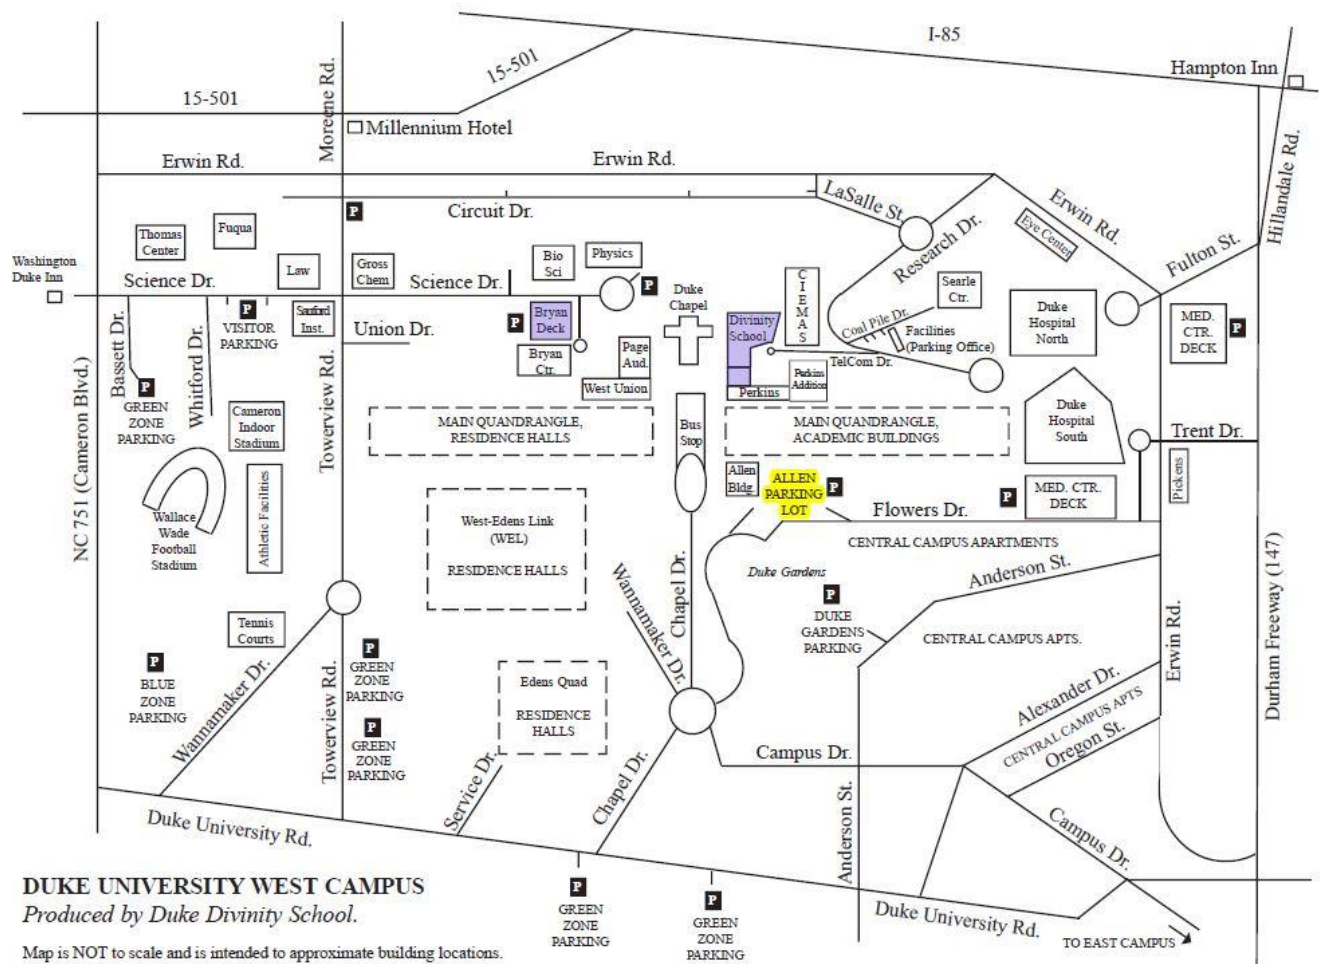 I-85
Hampton Inn
15-501
15-501
Moreene Rd.
Millennium Hotel
Hillandale Rd.
Erwin Rd.
Erwin Rd.
LaSalle St.
Erwin Rd.
Circuit Dr.
P
Research Dr.
Eye Center
Fulton St.
Thomas
Center
Fuqua
Law
Gross
Chem
Bio
Sci
Physics
Washington
Duke Inn
Science Dr.
Science Dr.
P
Duke
Chapel
CIEMAS
Searle
Ctr.
Duke
Hospital
North
MED.
CTR.
DECK
P
P
VISITOR
PARKING
Sanford
Inst.
Union Dr.
P
Bryan
Deck
Bryan
Ctr.
Page
Aud.
West Union
Divinity
School
Perkins
Perkins
Addition
Coal Pile Dr.
Facilities
(Parking Office)
TelCom Dr.
Bassett Dr.
Whitford Dr.
P
GREEN
ZONE
PARKING
NC 751 (Cameron Blvd.)
Towerview Rd.
Cameron
Indoor
Stadium
MAIN QUADRANGLE,
RESIDENCE HALLS
Bus
Stop
MAIN QUADRANGLE,
ACADEMIC BUILDINGS
Duke
Hospital
South
Trent Dr.
Pickens
Allen
Bldg.
ALLEN
PARKING
LOT
P
Flowers Dr.
P
MED. CTR.
DECK
Wallace
Wade
Football
Stadium
Athletic Facilities
West-Edens Link
(WEL)
RESIDENCE HALLS
Wannamaker Dr.
Chapel Dr.
CENTRAL CAMPUS APARTMENTS
Duke Gardens
Anderson St.
P
DUKE
GARDENS
PARKING
CENTRAL CAMPUS APTS.
Erwin Rd.
Durham Freeway (147)
Tennis
Courts
P
BLUE
ZONE
PARKING
Wannamaker Dr.
Towerview Rd.
P
GREEN
ZONE
PARKING
P
GREEN
ZONE
PARKING
Edens Quad
RESIDENCE
HALLS
Alexander Dr.
CENTRAL CAMPUS APTS
Oregon St.
Campus Dr.
Service Dr.
Chapel Dr.
Anderson St.
Campus Dr.
Duke University Rd.
P
GREEN
ZONE
PARKING
P
GREEN
ZONE
PARKING
Duke University Rd.
TO EAST CAMPUS
DUKE UNIVERSITY WEST CAMPUS
Produced by Duke Divinity School.
Map is NOT to scale and is intended to approximate building locations.